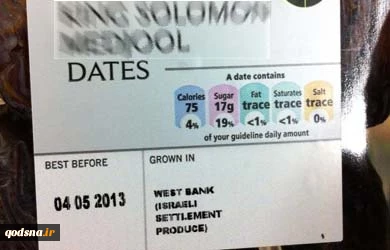 KING SOLOMON
MEDJOOL
DATES
A date contains
Calories Sugar Fat Saturates Salt
75 17g trace trace trace
4% 19% <1% <1% 0%
of your guideline daily amount
BEST BEFORE
04 05 2013
GROWN IN
WEST BANK
(ISRAELI
SETTLEMENT
PRODUCE)
qodsna.ir